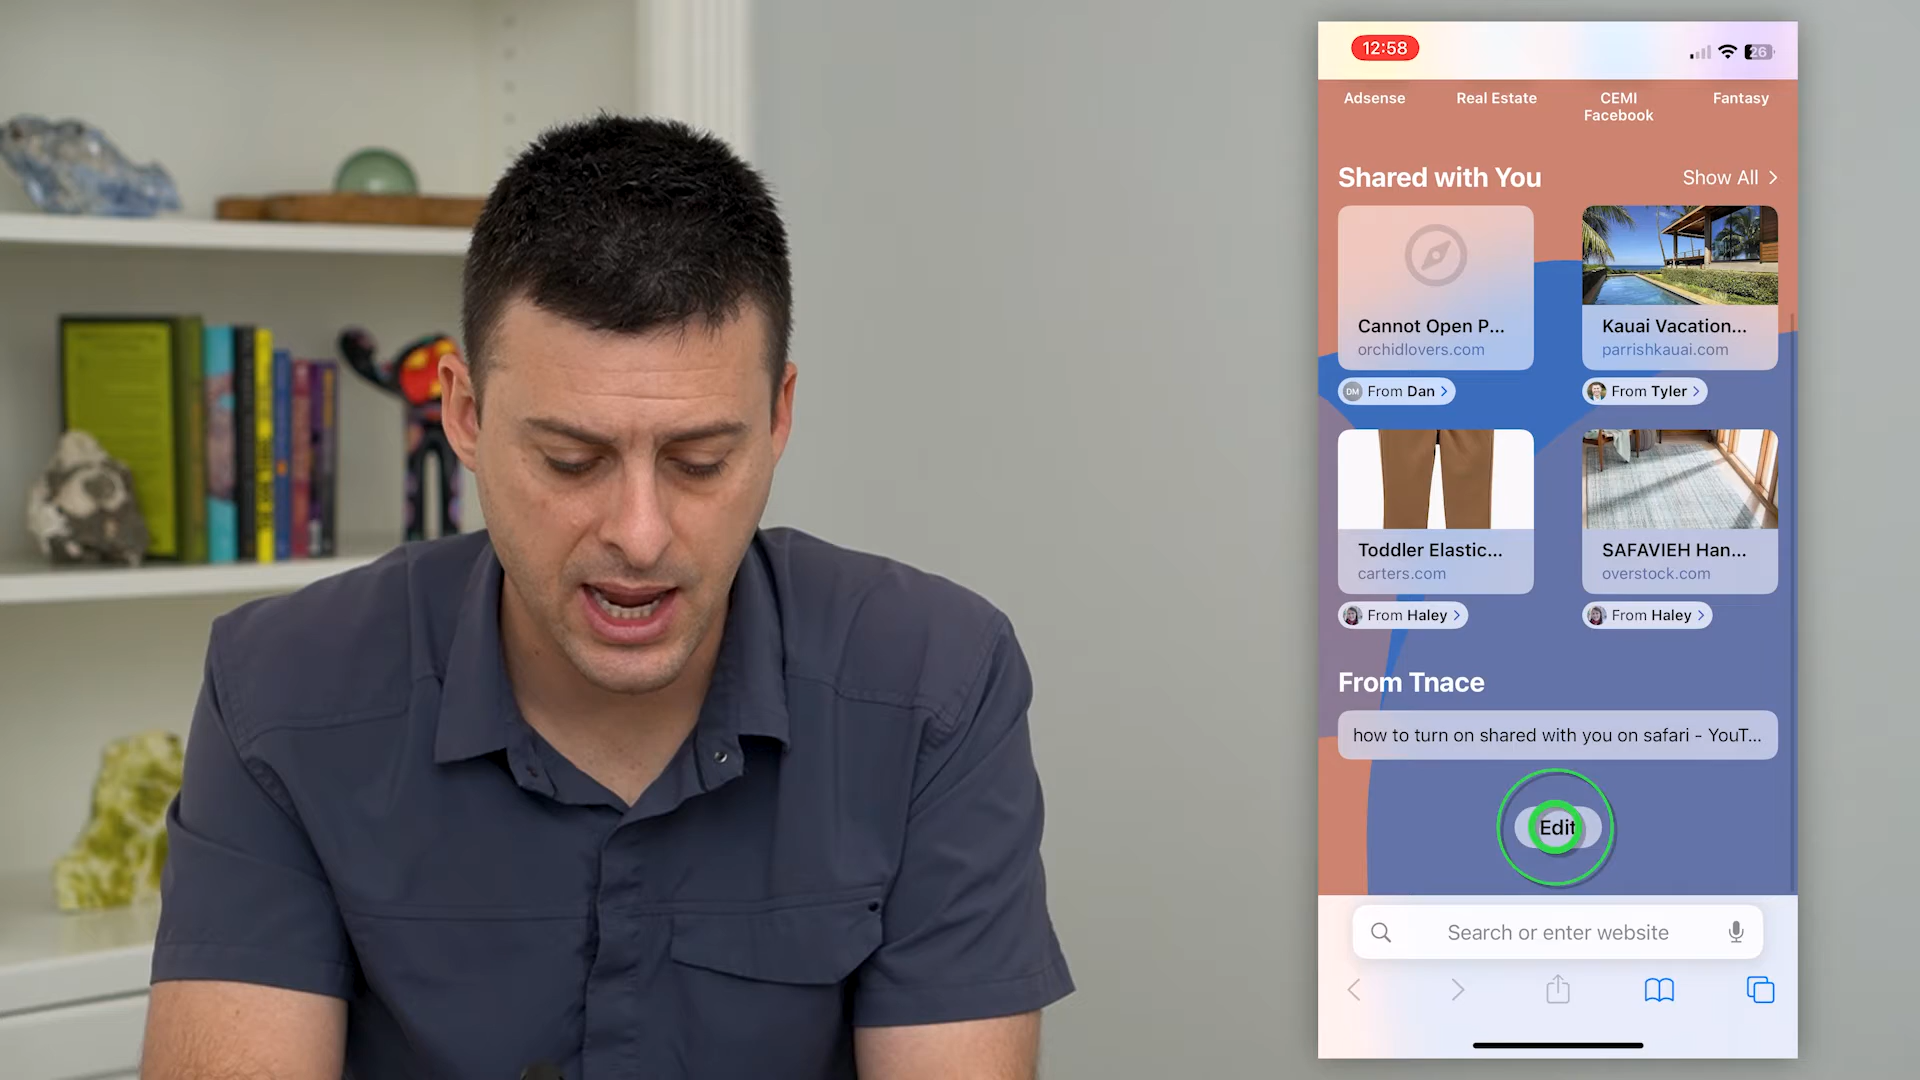 12:58
26
Adsense Real Estate CEMI Facebook Fantasy
Shared with You Show All
Cannot Open P...
orchidlovers.com
DM From Dan
Kauai Vacation...
parrishkauai.com
From Tyler
Toddler Elastic...
carters.com
From Haley
SAFAVIEH Han...
overstock.com
From Haley
From Tnace
how to turn on shared with you on safari - YouT...
Edit
Search or enter website